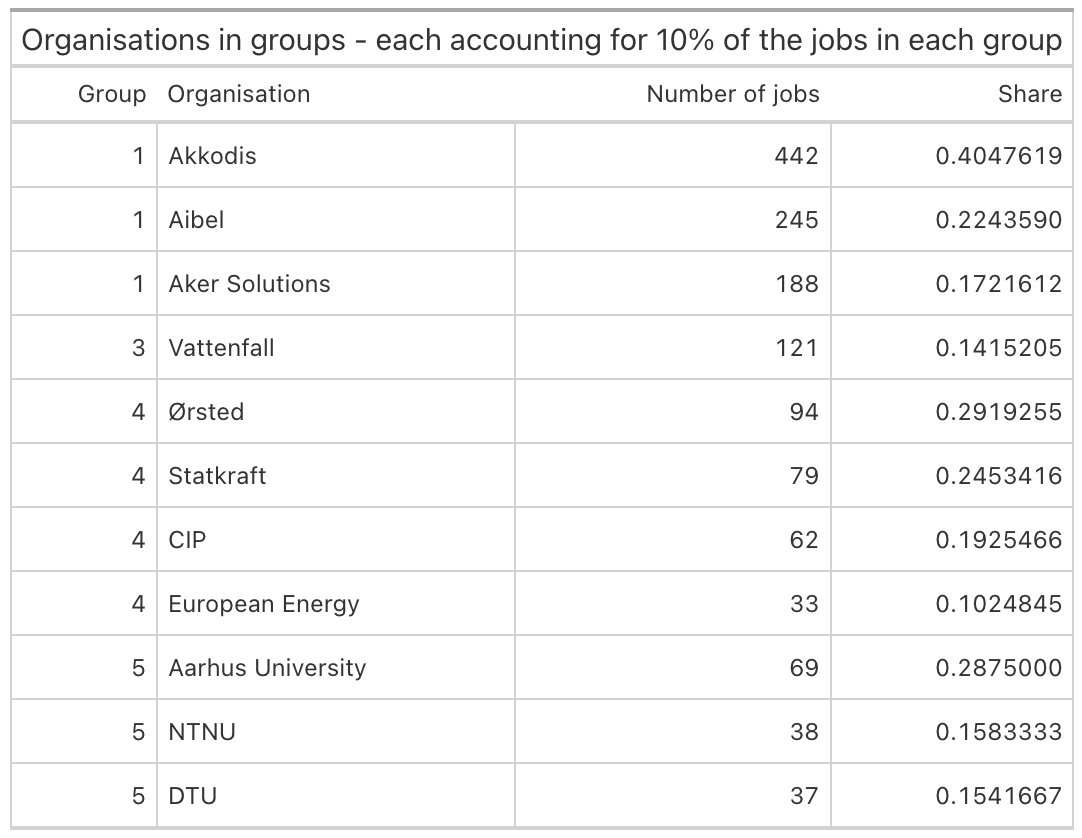 Organisations in groups - each accounting for 10% of the jobs in each group
Group Organisation Number of jobs Share
1 Akkodis 442 0.4047619
1 Aibel 245 0.2243590
1 Aker Solutions 188 0.1721612
3 Vattenfall 121 0.1415205
4 Ørsted 94 0.2919255
4 Statkraft 79 0.2453416
4 CIP 62 0.1925466
4 European Energy 33 0.1024845
5 Aarhus University 69 0.2875000
5 NTNU 38 0.1583333
5 DTU 37 0.1541667